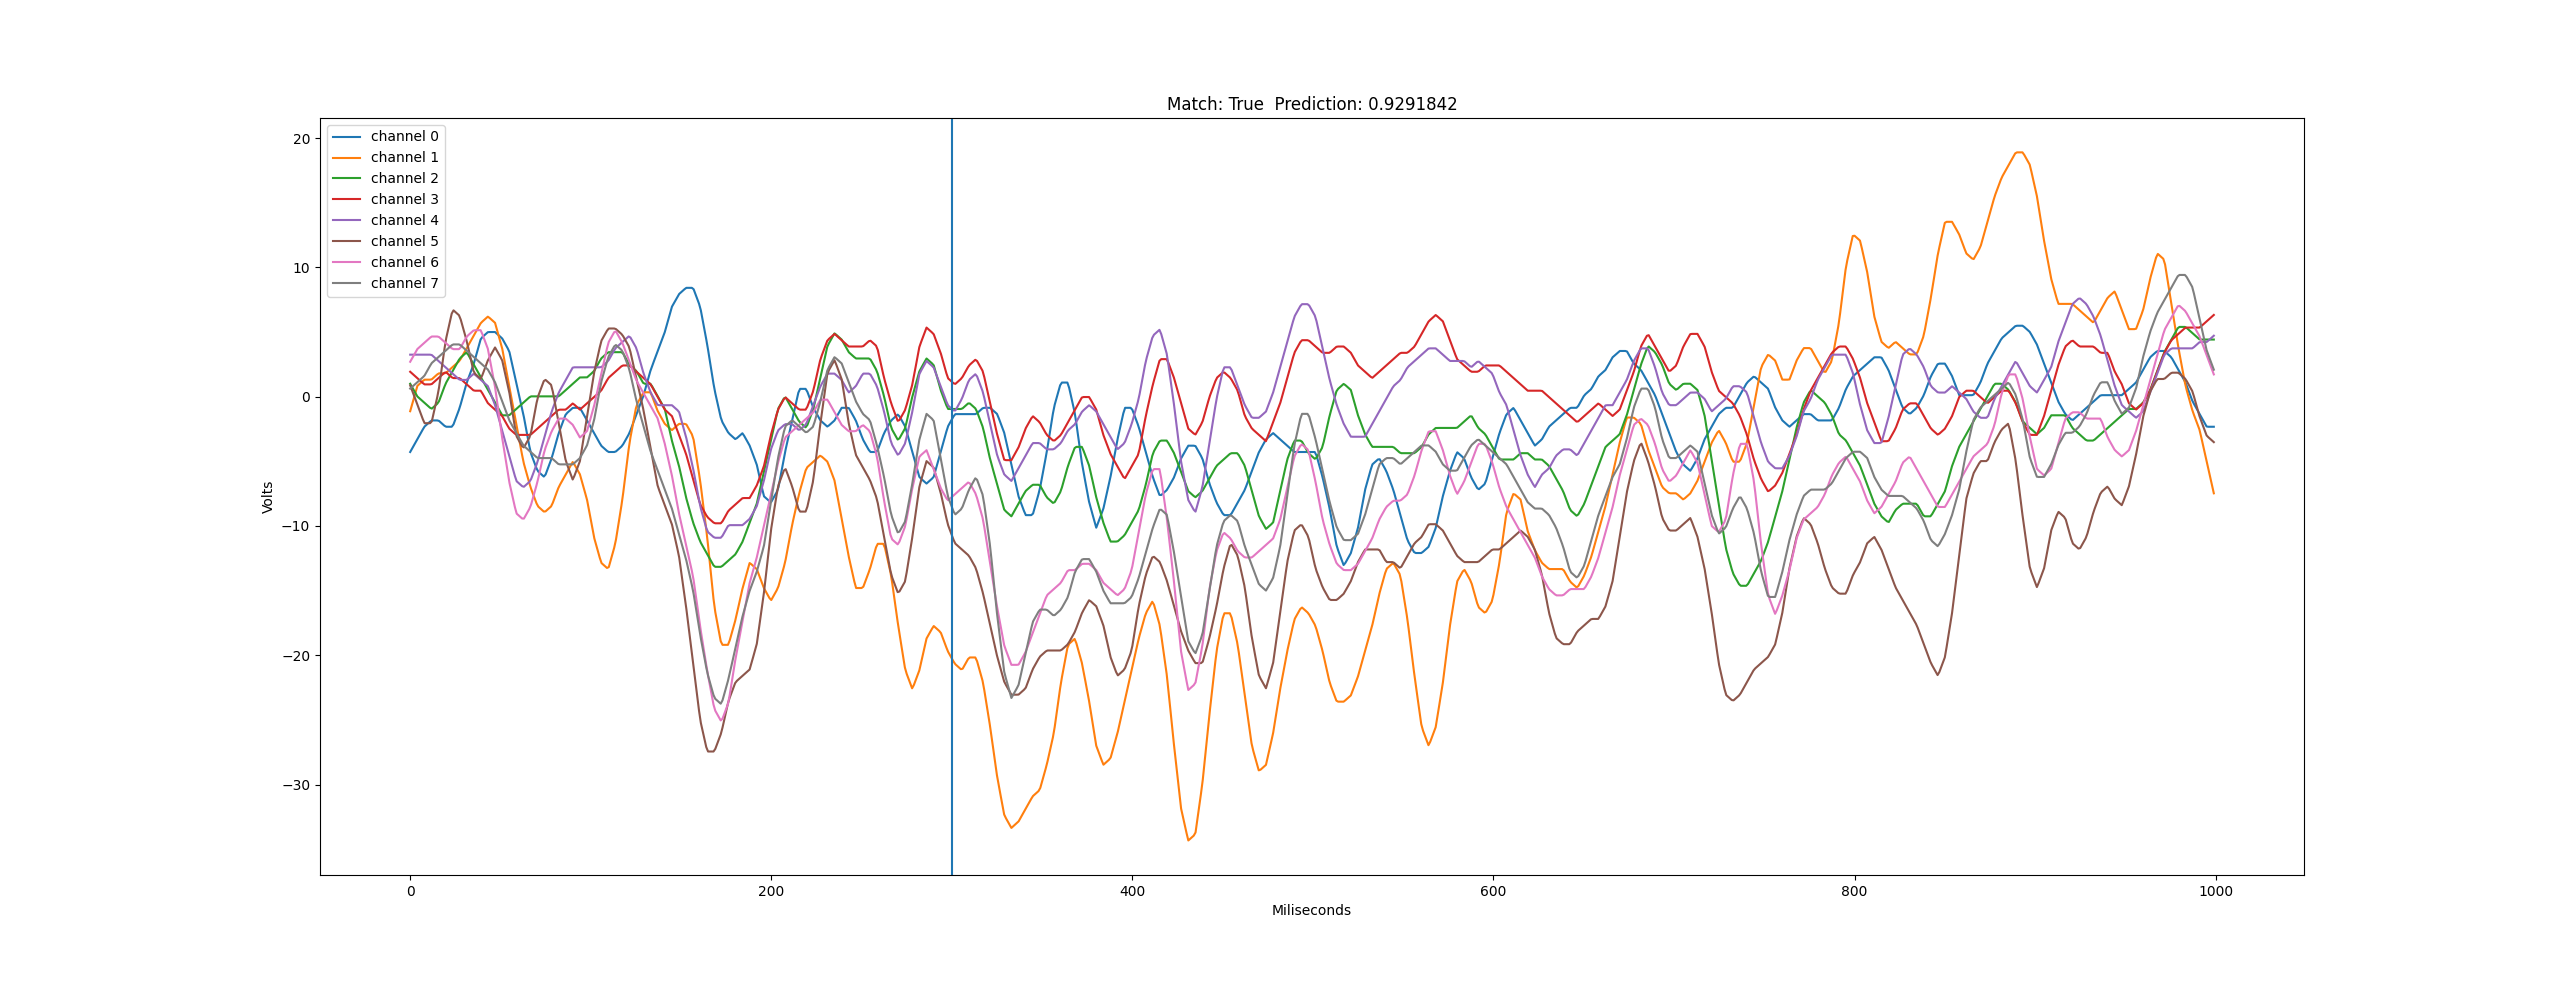 Match: True  Prediction: 0.9291842
channel 0
channel 1
channel 2
channel 3
channel 4
channel 5
channel 6
channel 7
20
10
0
−10
−20
−30
Volts
0 200 400 600 800 1000
Miliseconds